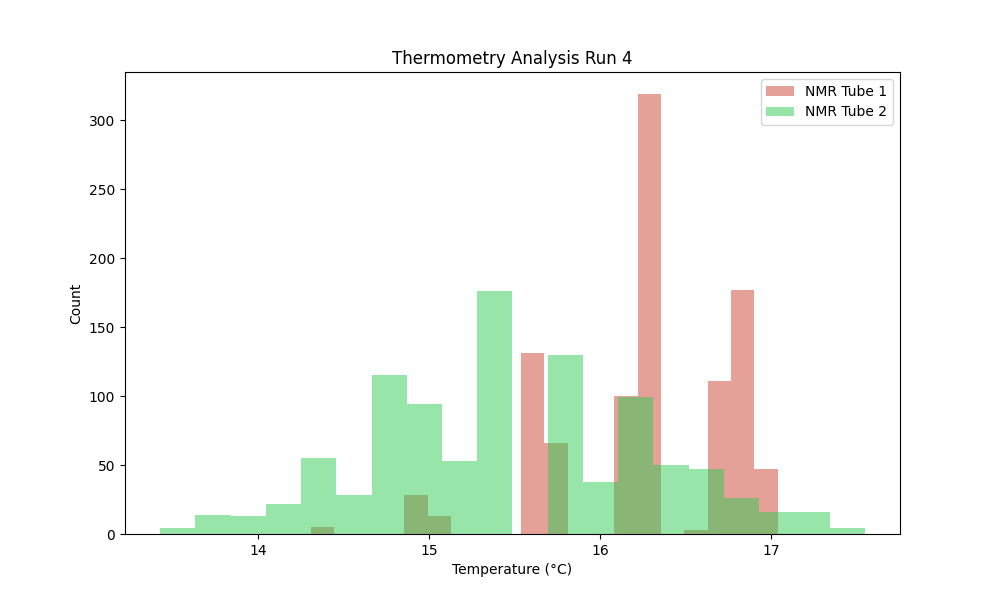 Thermometry Analysis Run 4
NMR Tube 1
NMR Tube 2
300
250
200
150
100
50
0
Count
14
15
16
17
Temperature (°C)